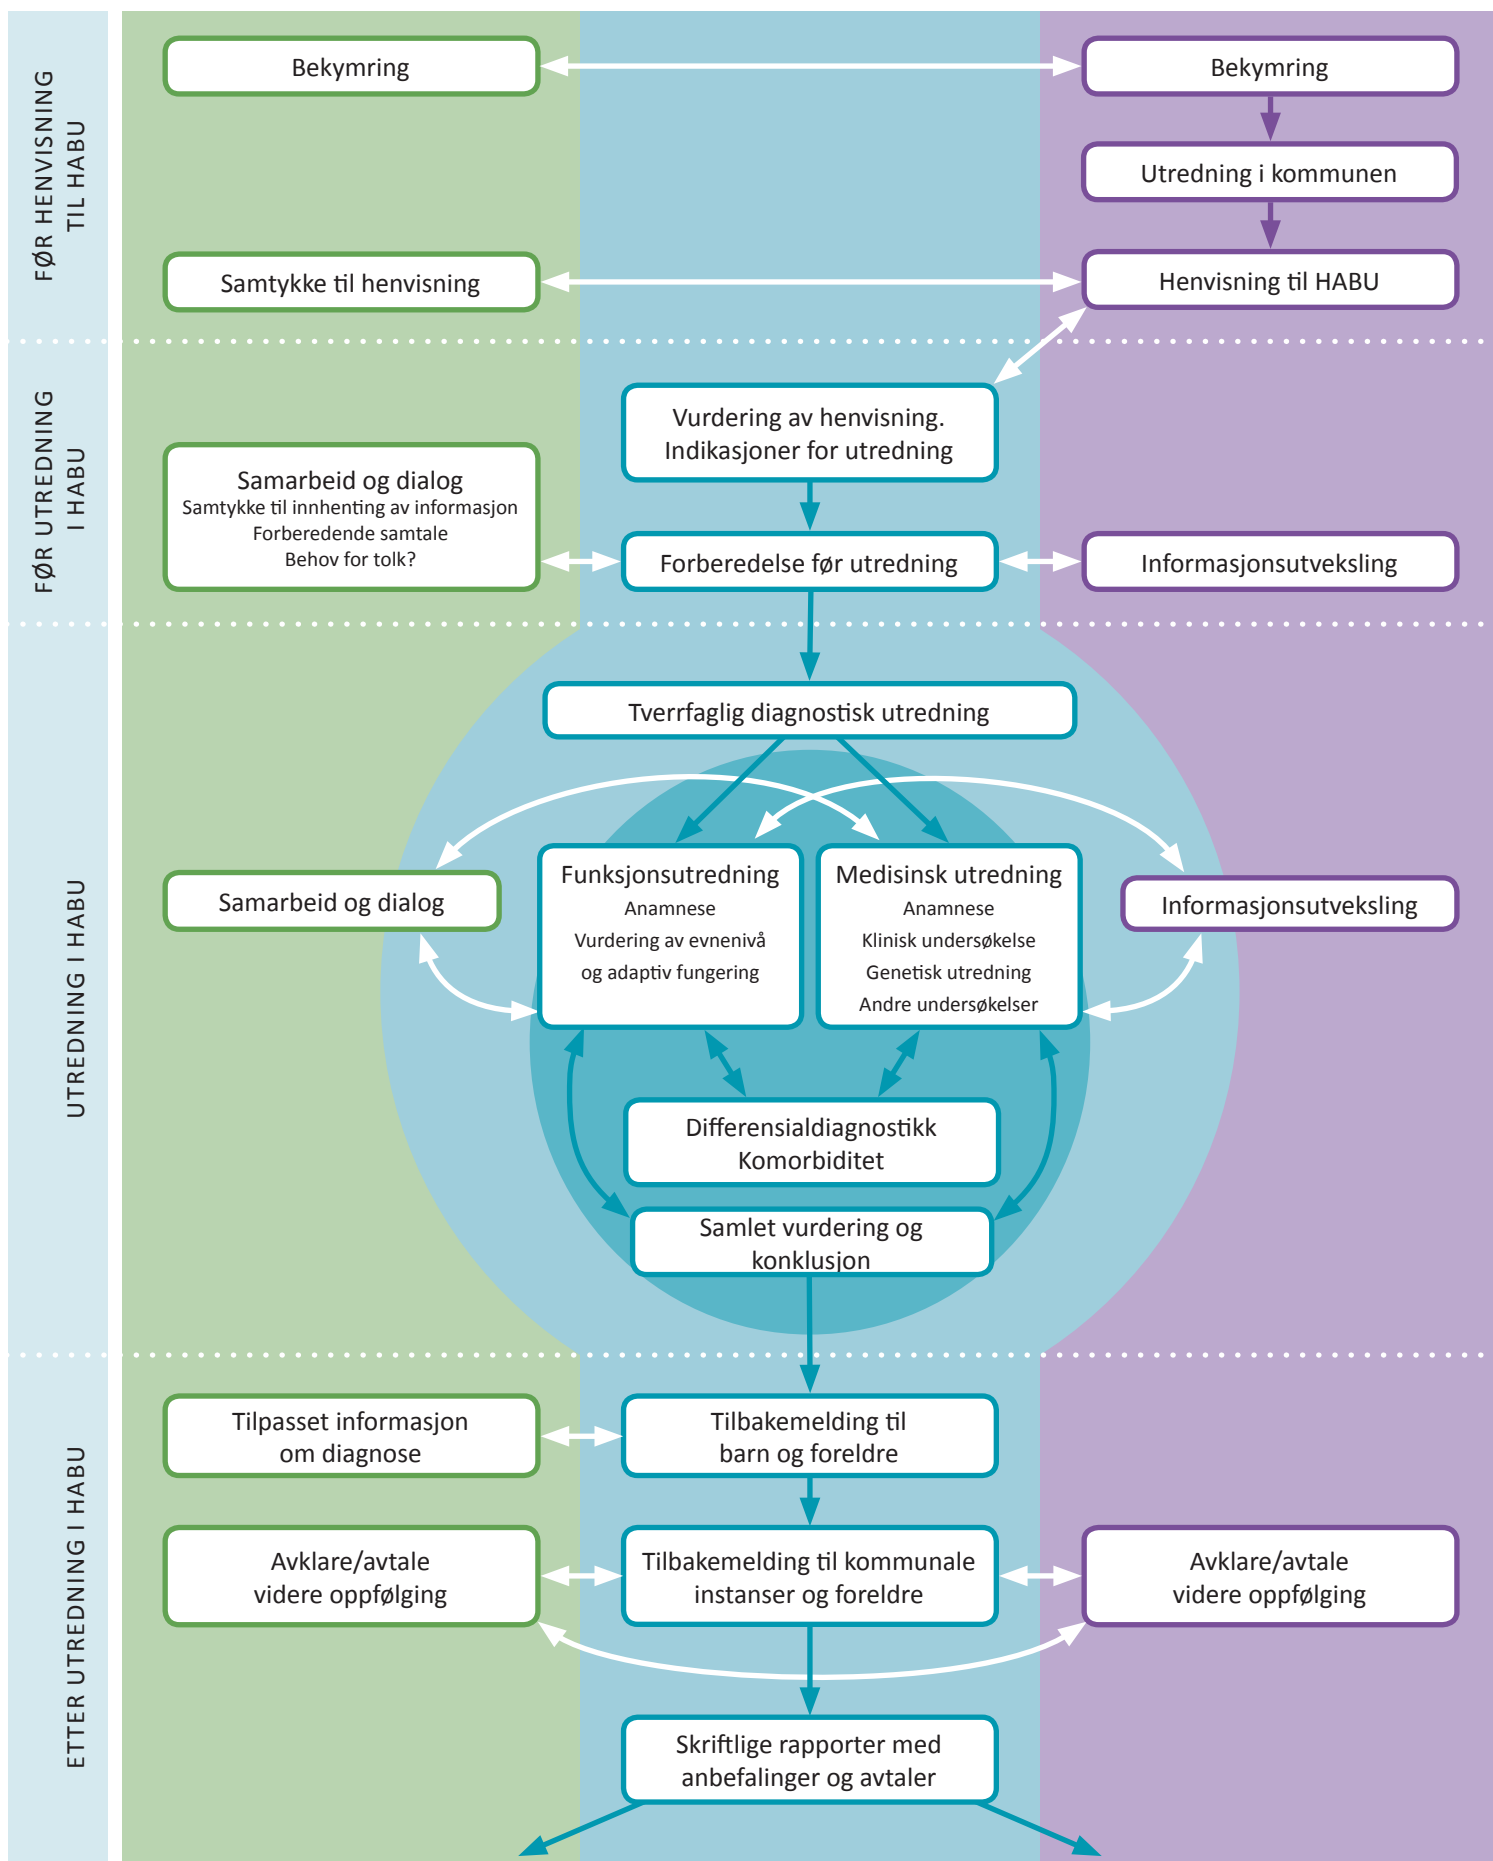 FØR HENVISNING
TIL HABU
Bekymring
Bekymring
Utredning i kommunen
Samtykke til henvisning
Henvisning til HABU
FØR UTREDNING
I HABU
Vurdering av henvisning.
Indikasjoner for utredning
Samarbeid og dialog
Samtykke til innhenting av informasjon
Forberedende samtale
Behov for tolk?
Forberedelse før utredning
Informasjonsutveksling
UTREDNING I HABU
Tverrfaglig diagnostisk utredning
Samarbeid og dialog
Funksjonsutredning
Anamnese
Vurdering av evnenivå
og adaptiv fungering
Medisinsk utredning
Anamnese
Klinisk undersøkelse
Genetisk utredning
Andre undersøkelser
Informasjonsutveksling
Differensialdiagnostikk
Komorbiditet
Samlet vurdering og
konklusjon
ETTER UTREDNING I HABU
Tilpasset informasjon
om diagnose
Tilbakemelding til
barn og foreldre
Avklare/avtale
videre oppfølging
Tilbakemelding til kommunale
instanser og foreldre
Avklare/avtale
videre oppfølging
Skriftlige rapporter med
anbefalinger og avtaler